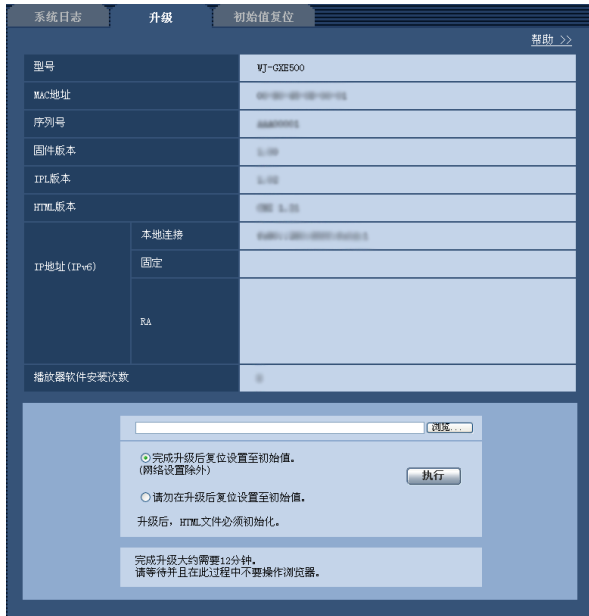 系统日志 升级 初始值复位
帮助 >>
型号 WJ-GXE500
MAC地址
序列号
固件版本
IPL版本
HTML版本
IP地址(IPv6) 本地连接
固定
RA
播放器软件安装次数
浏览...
完成升级后复位设置至初始值。
(网络设置除外)
执行
请勿在升级后复位设置至初始值。
升级后，HTML文件必须初始化。
完成升级大约需要12分钟。
请等待并且在此过程中不要操作浏览器。